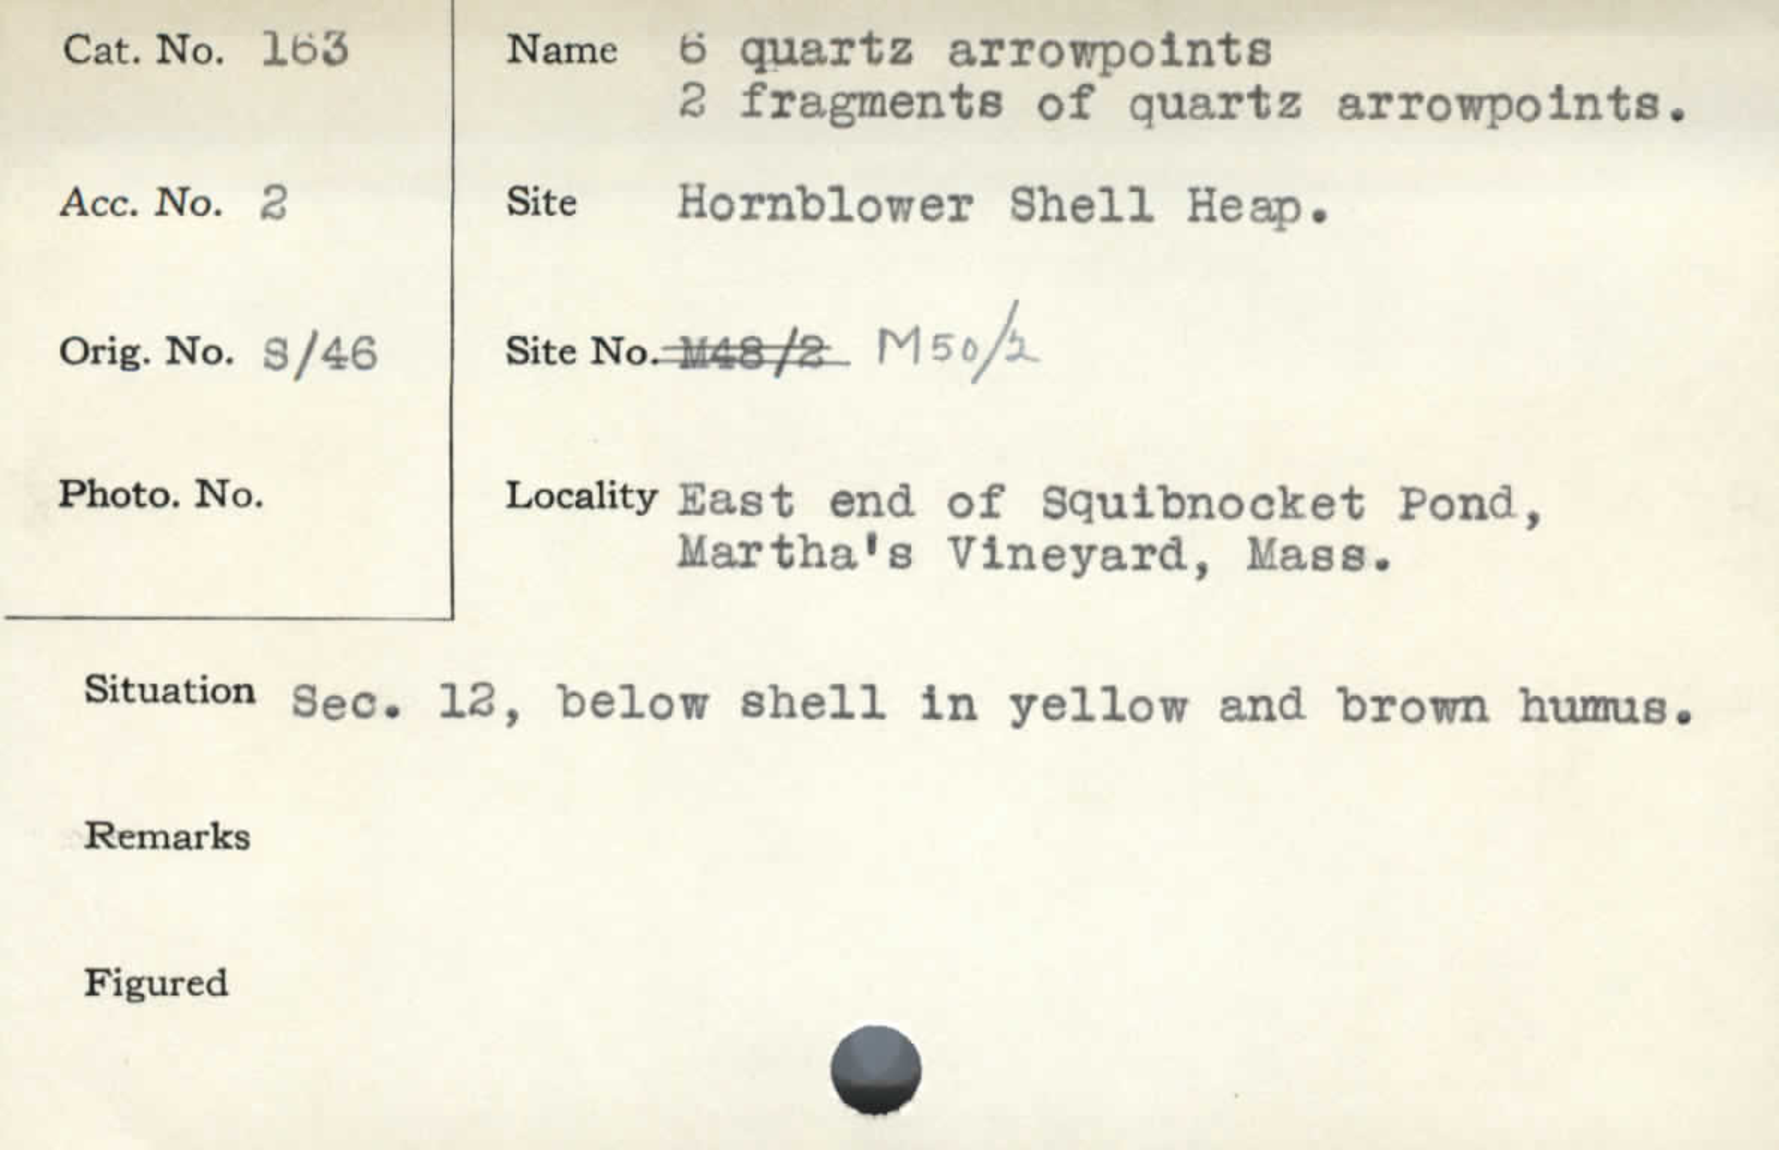 Cat. No. 163
Name 6 quartz arrowpoints
2 fragments of quartz arrowpoints.
Acc. No. 2
Site Hornblower Shell Heap.
Orig. No. S/46
Site No. M48/2 M50/2
Photo. No.
Locality East end of Squibnocket Pond,
Martha's Vineyard, Mass.
Situation Sec. 12, below shell in yellow and brown humus.
Remarks
Figured